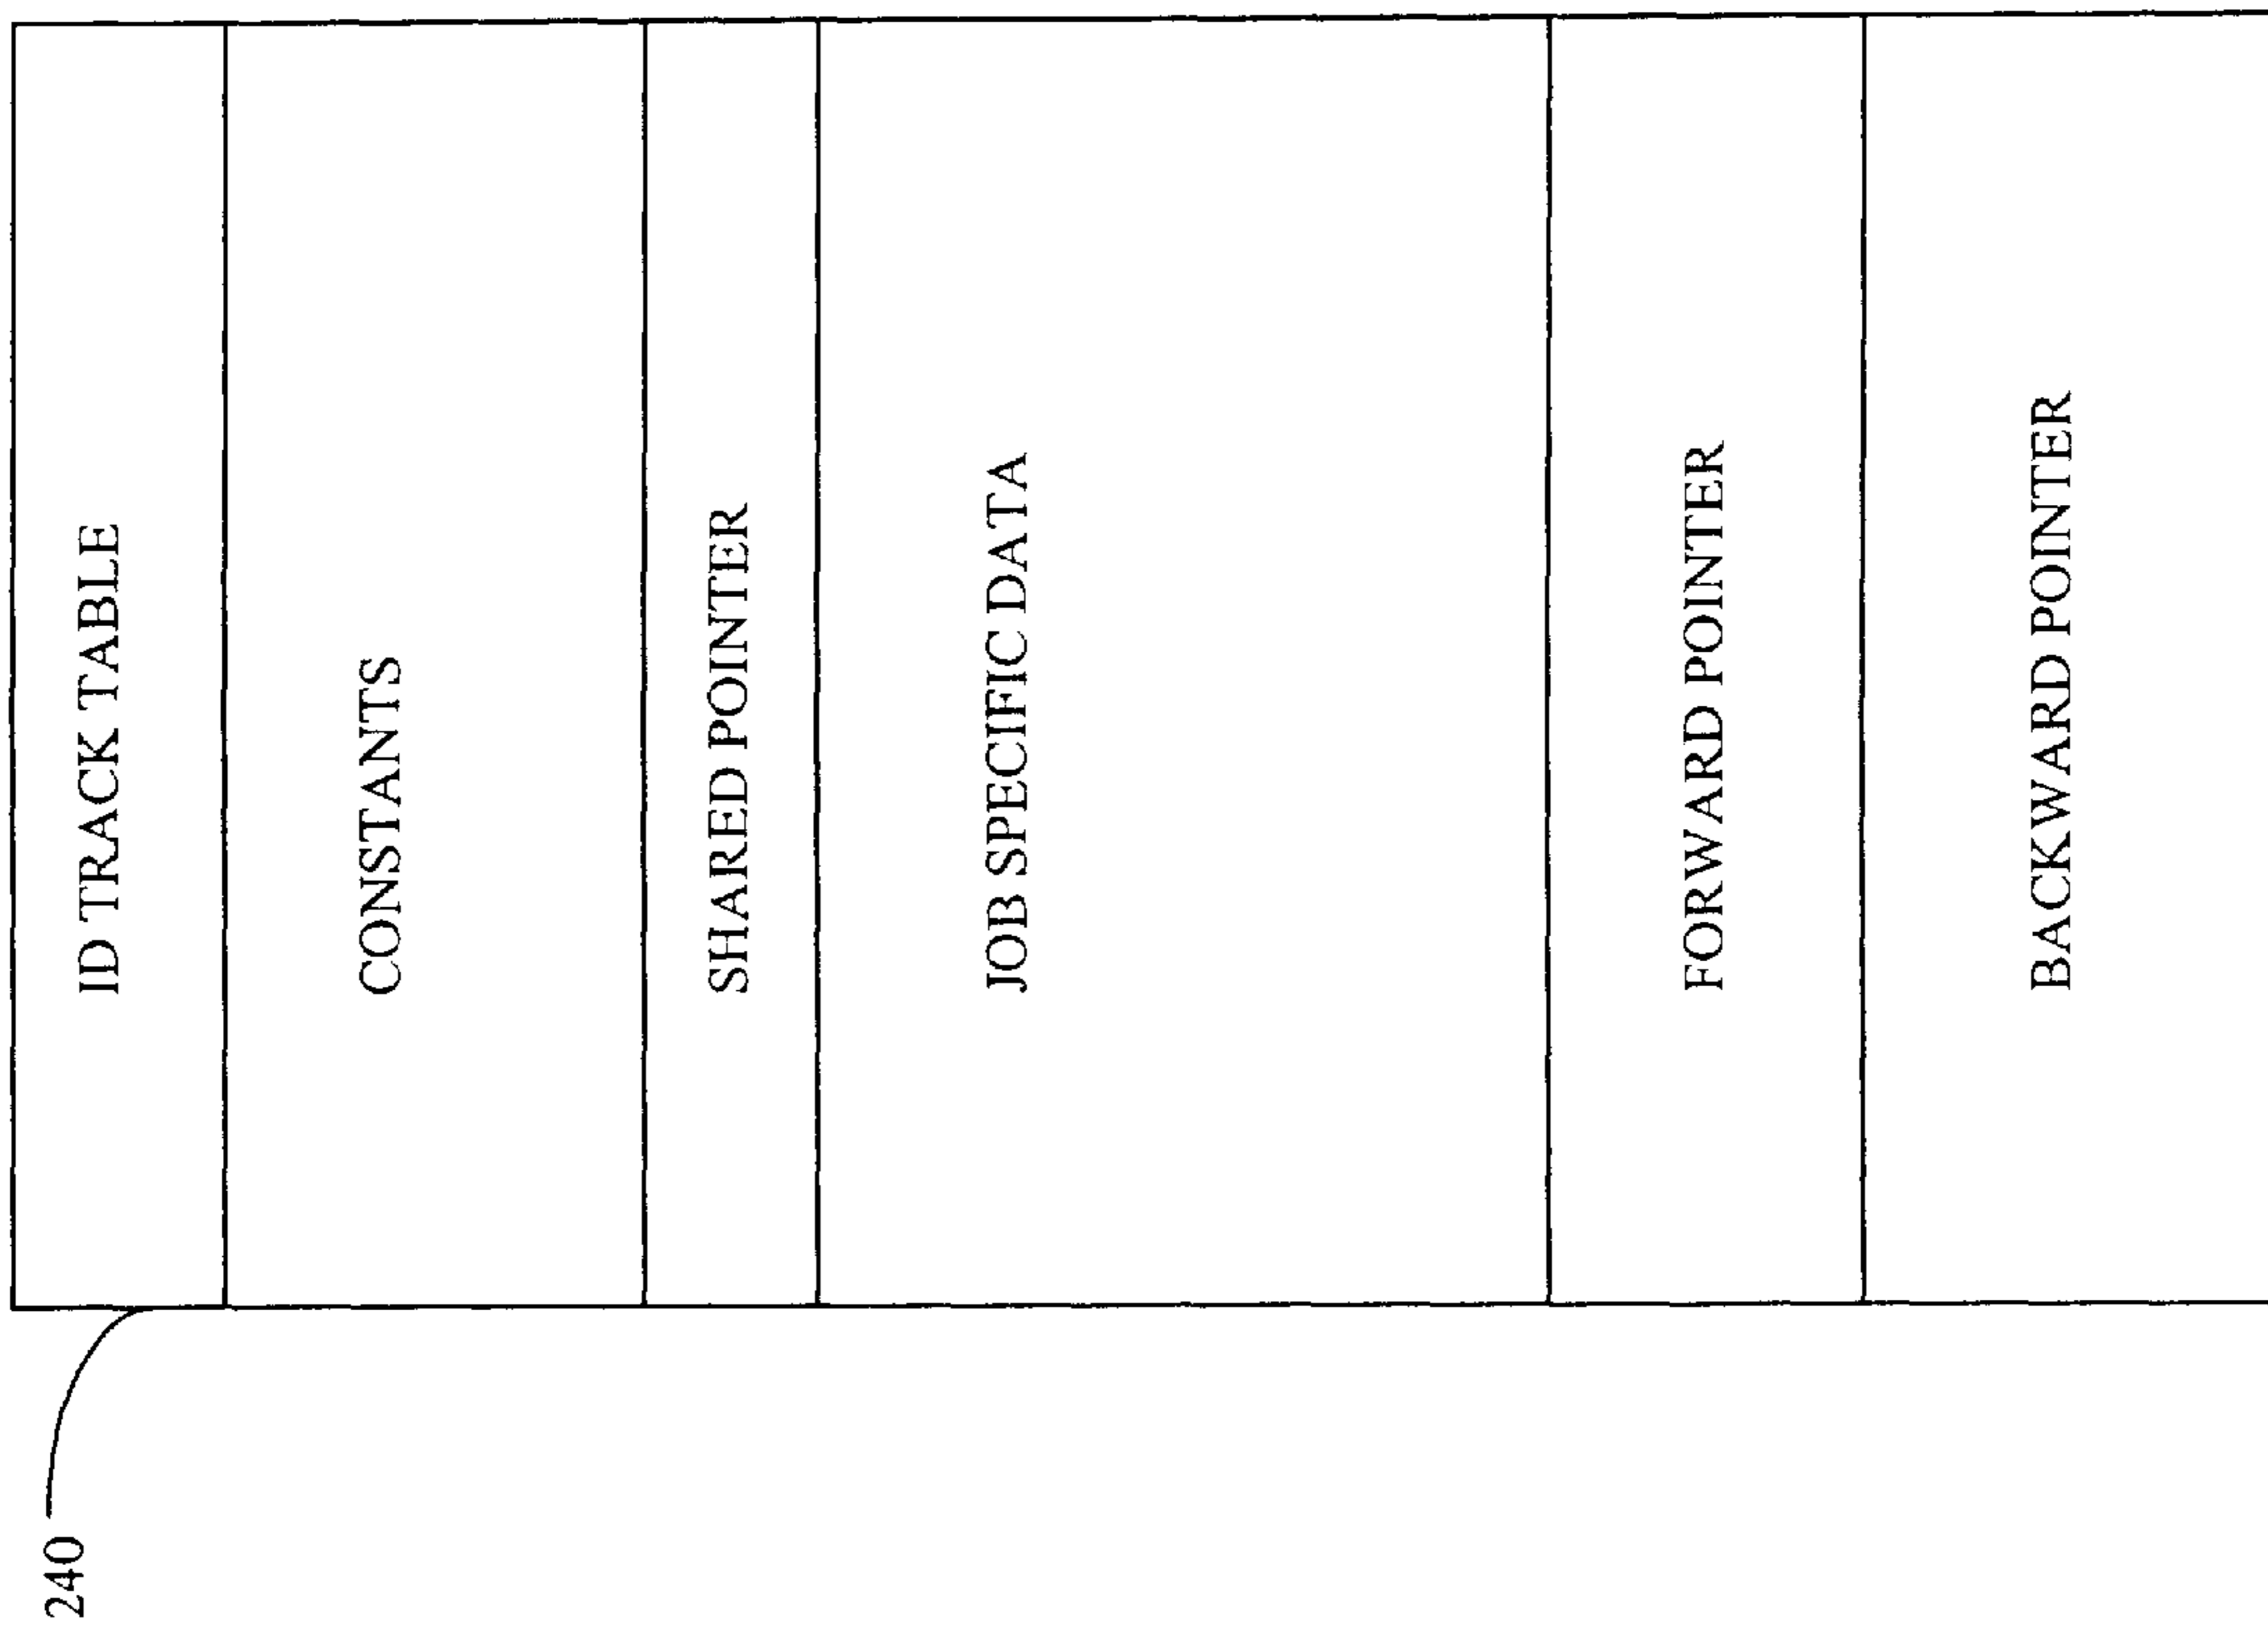 240
ID TRACK TABLE
CONSTANTS
SHARED POINTER
JOB SPECIFIC DATA
FORWARD POINTER
BACKWARD POINTER